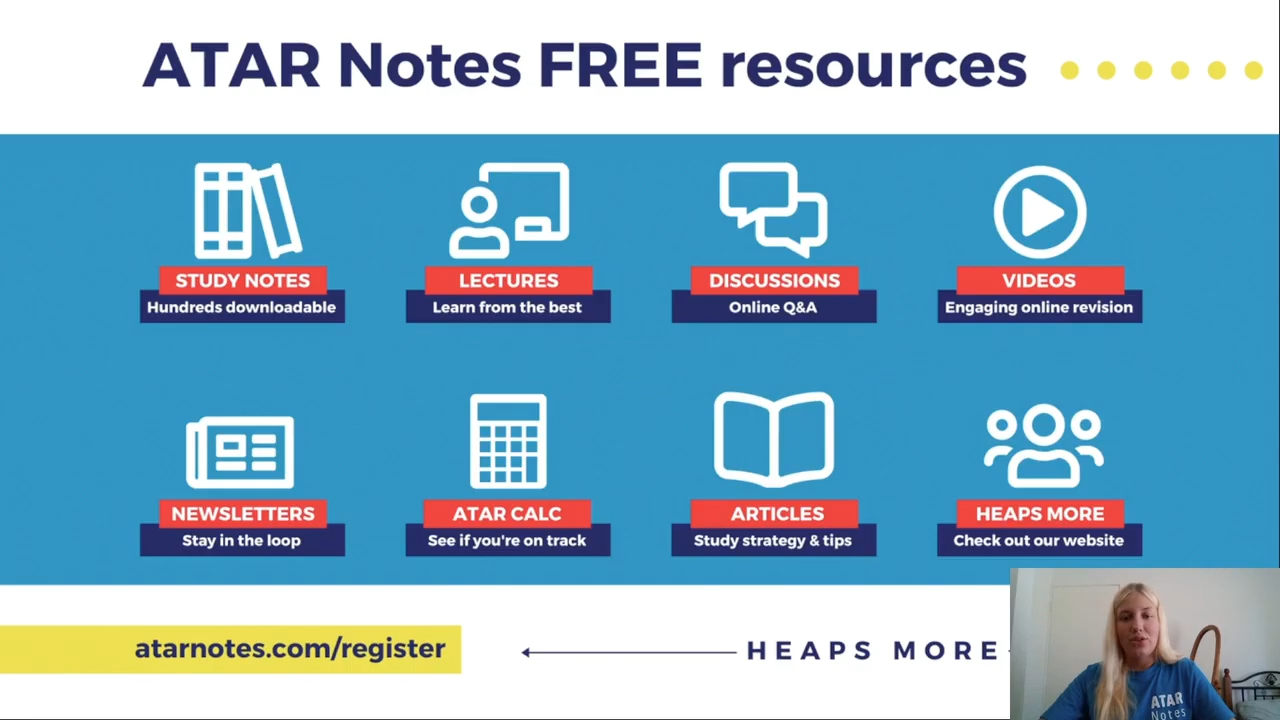 ATAR Notes FREE resources
STUDY NOTES
Hundreds downloadable
LECTURES
Learn from the best
DISCUSSIONS
Online Q&A
VIDEOS
Engaging online revision
NEWSLETTERS
Stay in the loop
ATAR CALC
See if you're on track
ARTICLES
Study strategy & tips
HEAPS MORE
Check out our website
atarnotes.com/register
HEAPS MORE
ATAR
Notes